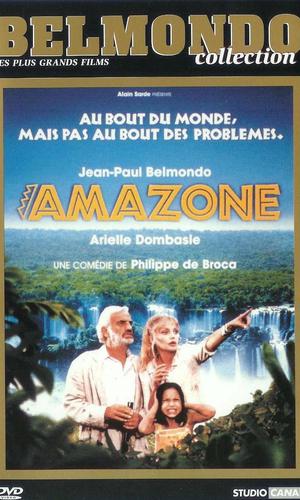 BELMONDO
LES PLUS GRANDS FILMS
collection
Alain Sarde PRÉSENTE
AU BOUT DU MONDE,
MAIS PAS AU BOUT DES PROBLEMES.
Jean-Paul Belmondo
AMAZONE
Arielle Dombasle
UNE COMÉDIE DE Philippe de Broca
DVD
VIDEO
STUDIO CANAL